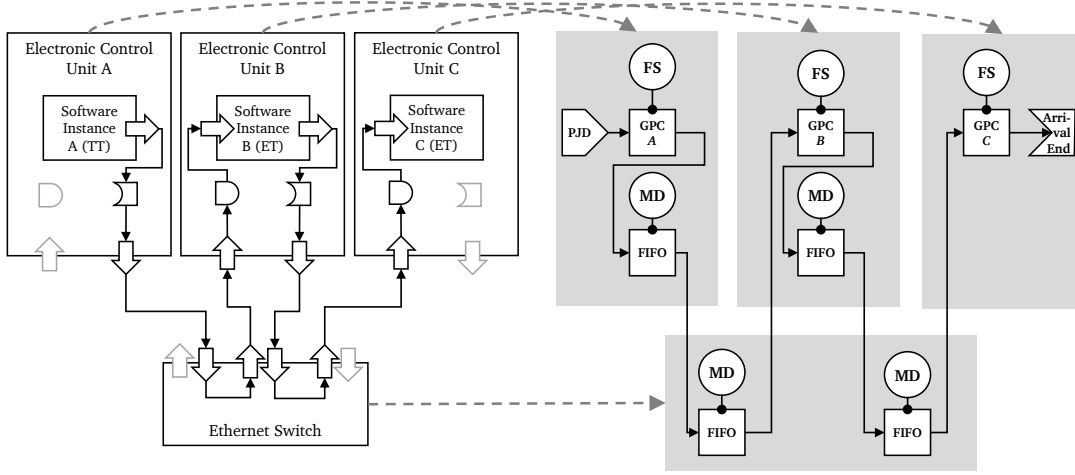 Electronic Control
Unit A
Software
Instance
A (TT)
Electronic Control
Unit B
Software
Instance
B (ET)
Electronic Control
Unit C
Software
Instance
C (ET)
Ethernet Switch
PJD
FS
GPC
A
MD
FIFO
FS
GPC
B
MD
FIFO
FS
GPC
C
Arri-
val
End
MD
FIFO
MD
FIFO